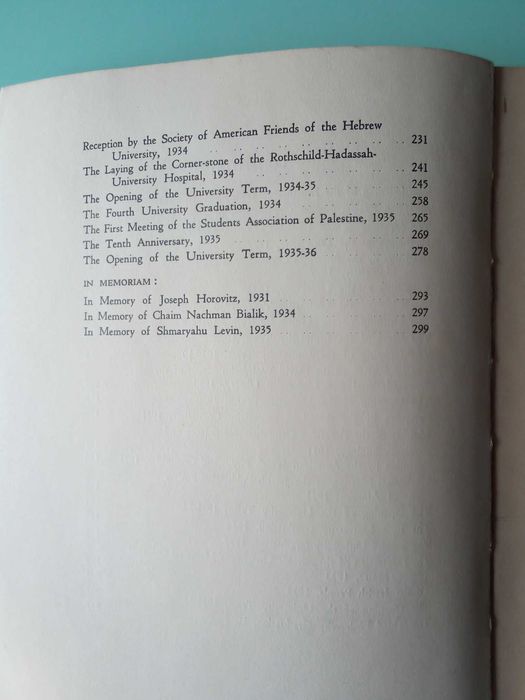 Reception by the Society of American Friends of the Hebrew
University, 1934 .. .. .. .. .. .. .. 231
The Laying of the Corner-stone of the Rothschild-Hadassah-
University Hospital, 1934 .. .. .. .. .. 241
The Opening of the University Term, 1934-35 .. .. .. 245
The Fourth University Graduation, 1934 .. .. .. .. 258
The First Meeting of the Students Association of Palestine, 1935 265
The Tenth Anniversary, 1935 .. .. .. .. .. 269
The Opening of the University Term, 1935-36 .. .. .. 278
IN MEMORIAM :
In Memory of Joseph Horovitz, 1931 .. .. .. .. 293
In Memory of Chaim Nachman Bialik, 1934 .. .. .. 297
In Memory of Shmaryahu Levin, 1935 .. .. .. .. 299